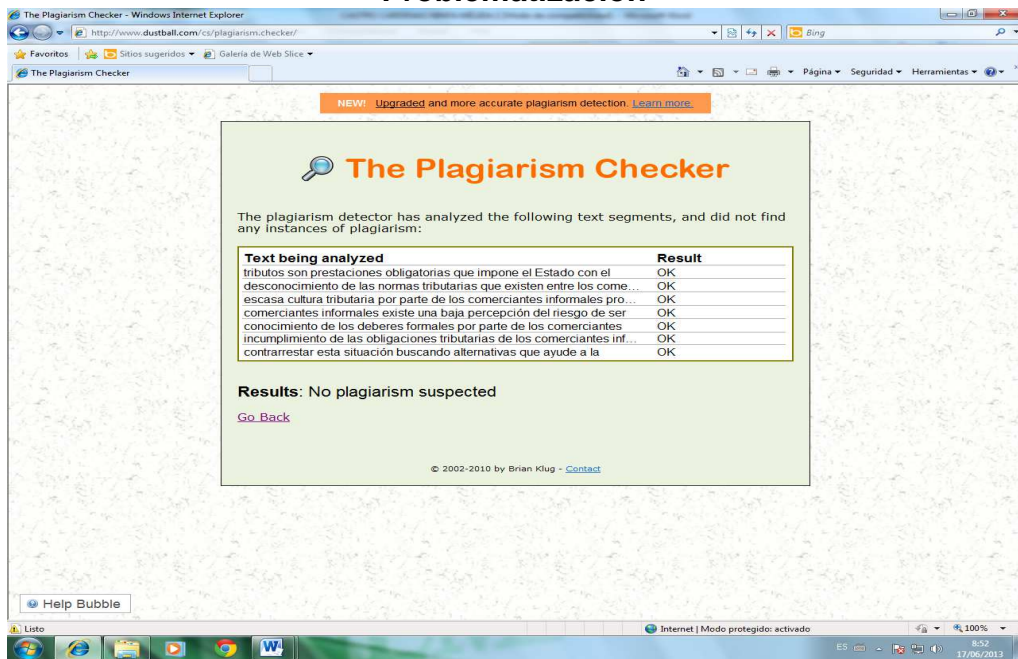 Problematización
The Plagiarism Checker - Windows Internet Explorer
http://www.dustball.com/cs/plagiarism.checker/
Bing
Favoritos
Sitios sugeridos
Galería de Web Slice
The Plagiarism Checker
Página
Seguridad
Herramientas
NEW! Upgraded and more accurate plagiarism detection. Learn more.
The Plagiarism Checker
The plagiarism detector has analyzed the following text segments, and did not find
any instances of plagiarism:
Text being analyzed Result
tributos son prestaciones obligatorias que impone el Estado con el OK
desconocimiento de las normas tributarias que existen entre los come... OK
escasa cultura tributaria por parte de los comerciantes informales pro... OK
comerciantes informales existe una baja percepción del riesgo de ser OK
conocimiento de los deberes formales por parte de los comerciantes OK
incumplimiento de las obligaciones tributarias de los comerciantes inf... OK
contrarrestar esta situación buscando alternativas que ayude a la OK
Results: No plagiarism suspected
Go Back
© 2002-2010 by Brian Klug - Contact
Help Bubble
Listo
Internet | Modo protegido: activado
100%
ES
8:52
17/06/2013